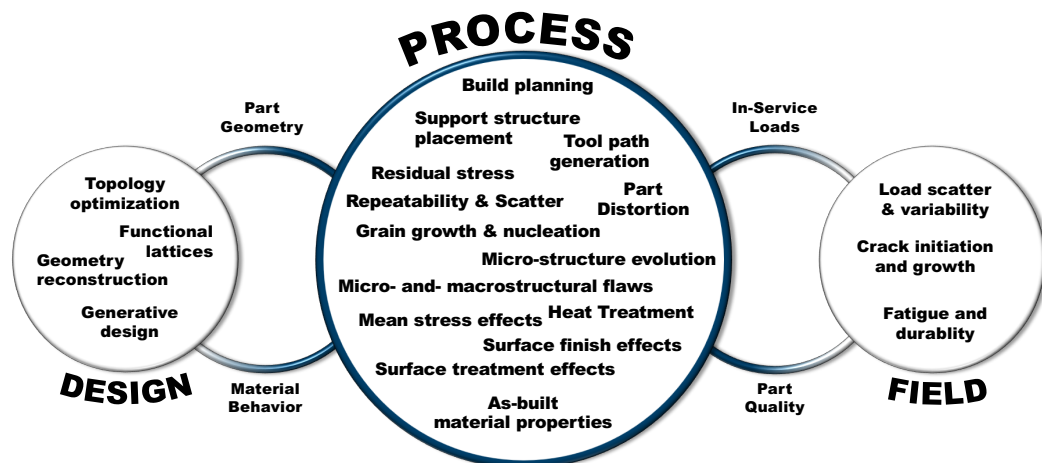 PROCESS
Build planning
Support structure
placement
Tool path
generation
Residual stress
Part
Distortion
Repeatability & Scatter
Grain growth & nucleation
Micro-structure evolution
Micro- and- macrostructural flaws
Heat Treatment
Mean stress effects
Surface finish effects
Surface treatment effects
As-built
material properties
Part
Geometry
Material
Behavior
Topology
optimization
Functional
lattices
Geometry
reconstruction
Generative
design
DESIGN
In-Service
Loads
Part
Quality
Load scatter
& variability
Crack initiation
and growth
Fatigue and
durablity
FIELD